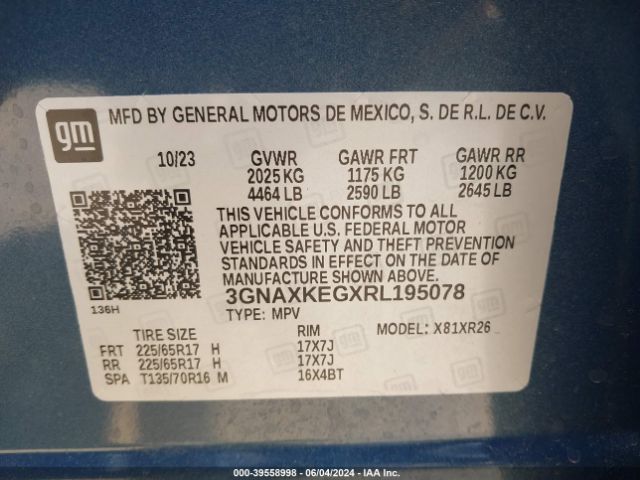 gm
MFD BY GENERAL MOTORS DE MEXICO, S. DE R.L. DE C.V.
10/23 GVWR GAWR FRT GAWR RR
2025 KG 1175 KG 1200 KG
4464 LB 2590 LB 2645 LB
THIS VEHICLE CONFORMS TO ALL
APPLICABLE U.S. FEDERAL MOTOR
VEHICLE SAFETY AND THEFT PREVENTION
STANDARDS IN EFFECT ON THE DATE OF
MANUFACTURE SHOWN ABOVE.
3GNAXKEGXRL195078
136H
TYPE: MPV MODEL: X81XR26
TIRE SIZE RIM
FRT 225/65R17 H 17X7J
RR 225/65R17 H 17X7J
SPA T135/70R16 M 16X4BT
000-39558998 - 06/04/2024 - IAA Inc.